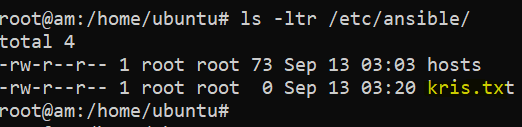 root@am:/home/ubuntu# ls -ltr /etc/ansible/
total 4
-rw-r--r-- 1 root root 73 Sep 13 03:03 hosts
-rw-r--r-- 1 root root  0 Sep 13 03:20 kris.txt
root@am:/home/ubuntu#